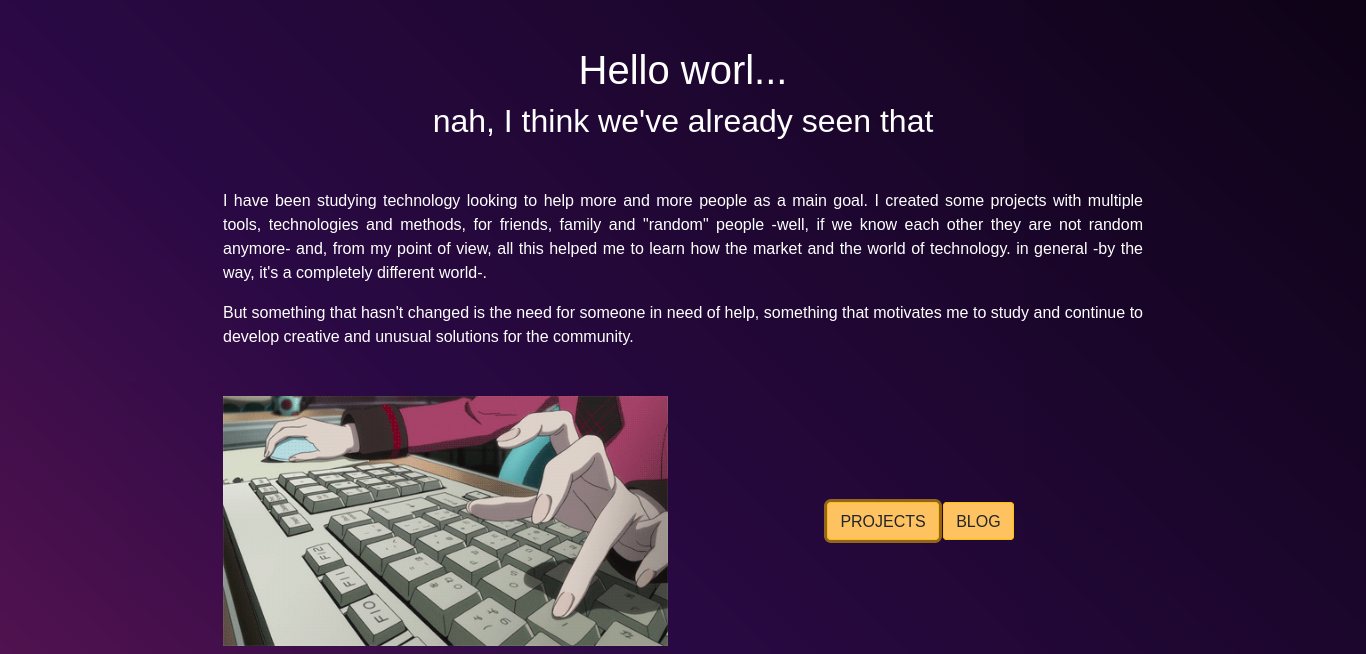 Hello worl...
nah, I think we've already seen that
I have been studying technology looking to help more and more people as a main goal. I created some projects with multiple
tools, technologies and methods, for friends, family and "random" people -well, if we know each other they are not random
anymore- and, from my point of view, all this helped me to learn how the market and the world of technology. in general -by the
way, it's a completely different world-.
But something that hasn't changed is the need for someone in need of help, something that motivates me to study and continue to
develop creative and unusual solutions for the community.
F12
F11
F10
PROJECTS BLOG